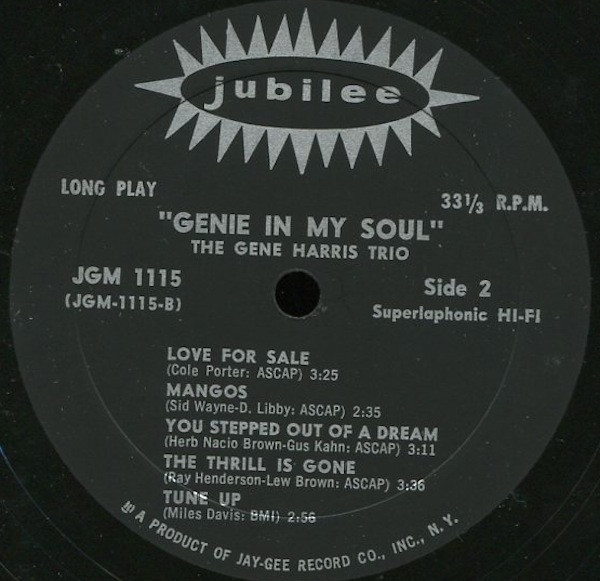 jubilee
LONG PLAY
33 1/3 R.P.M.
"GENIE IN MY SOUL"
THE GENE HARRIS TRIO
JGM 1115
Side 2
(JGM-1115-B)
Superlaphonic HI-FI
LOVE FOR SALE
(Cole Porter: ASCAP) 3:25
MANGOS
(Sid Wayne-D. Libby: ASCAP) 2:35
YOU STEPPED OUT OF A DREAM
(Herb Nacio Brown-Gus Kahn: ASCAP) 3:11
THE THRILL IS GONE
(Ray Henderson-Lew Brown: ASCAP) 3:36
TUNE UP
(Miles Davis: BMI) 2:56
A PRODUCT OF JAY-GEE RECORD CO., INC., N. Y.